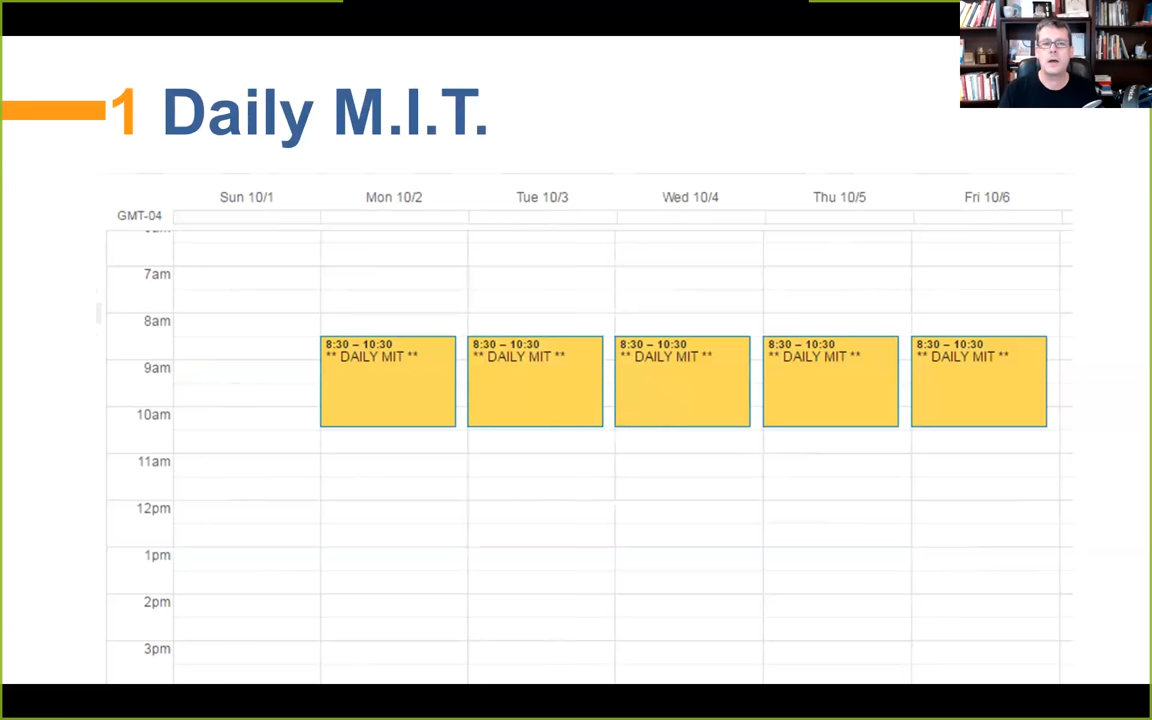 1 Daily M.I.T.
Sun 10/1 Mon 10/2 Tue 10/3 Wed 10/4 Thu 10/5 Fri 10/6
GMT-04
7am
8am
8:30 – 10:30 8:30 – 10:30 8:30 – 10:30 8:30 – 10:30 8:30 – 10:30
** DAILY MIT ** ** DAILY MIT ** ** DAILY MIT ** ** DAILY MIT ** ** DAILY MIT **
9am
10am
11am
12pm
1pm
2pm
3pm